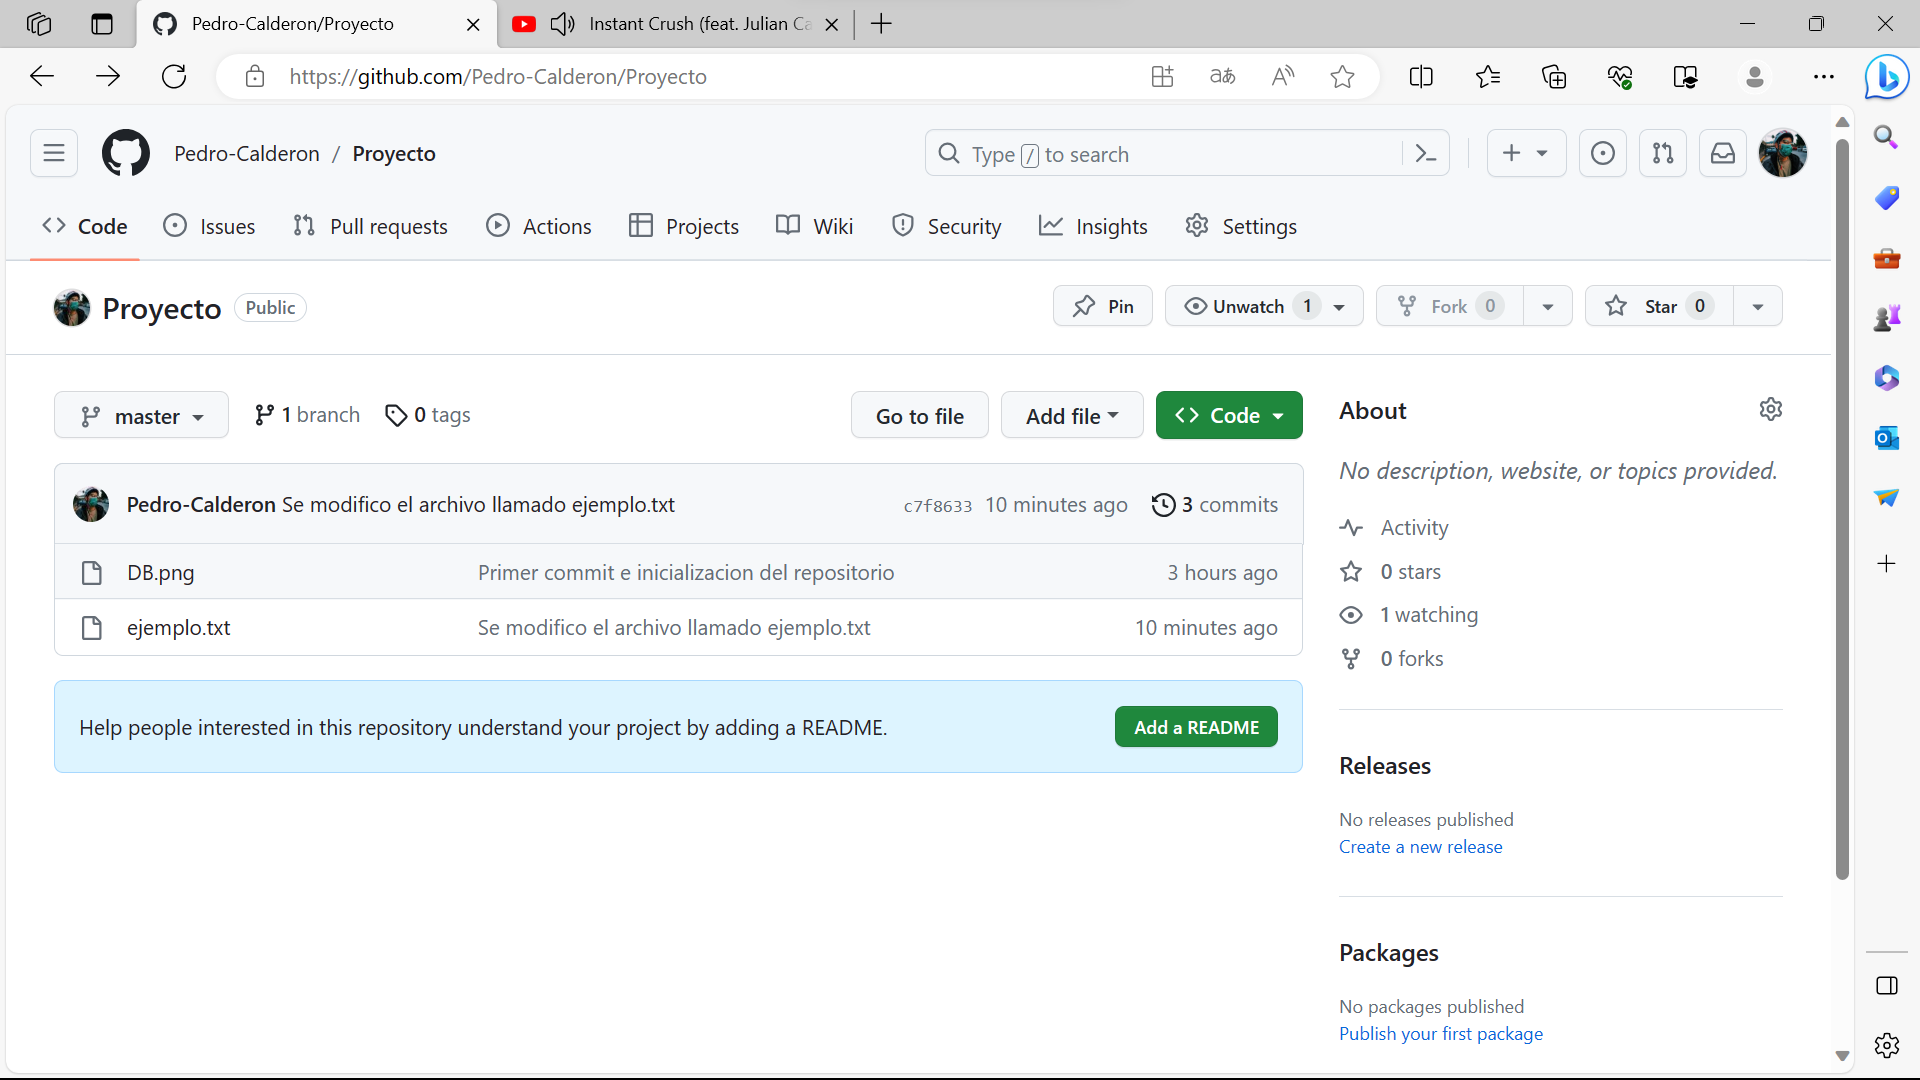 Pedro-Calderon/Proyecto
Instant Crush (feat. Julian Ca
https://github.com/Pedro-Calderon/Proyecto
Pedro-Calderon / Proyecto
Type / to search
Code
Issues
Pull requests
Actions
Projects
Wiki
Security
Insights
Settings
Proyecto
Public
Pin
Unwatch 1
Fork 0
Star 0
master
1 branch
0 tags
Go to file
Add file
Code
Pedro-Calderon Se modifico el archivo llamado ejemplo.txt
c7f8633 10 minutes ago
3 commits
DB.png
Primer commit e inicializacion del repositorio
3 hours ago
ejemplo.txt
Se modifico el archivo llamado ejemplo.txt
10 minutes ago
Help people interested in this repository understand your project by adding a README.
Add a README
About
No description, website, or topics provided.
Activity
0 stars
1 watching
0 forks
Releases
No releases published
Create a new release
Packages
No packages published
Publish your first package